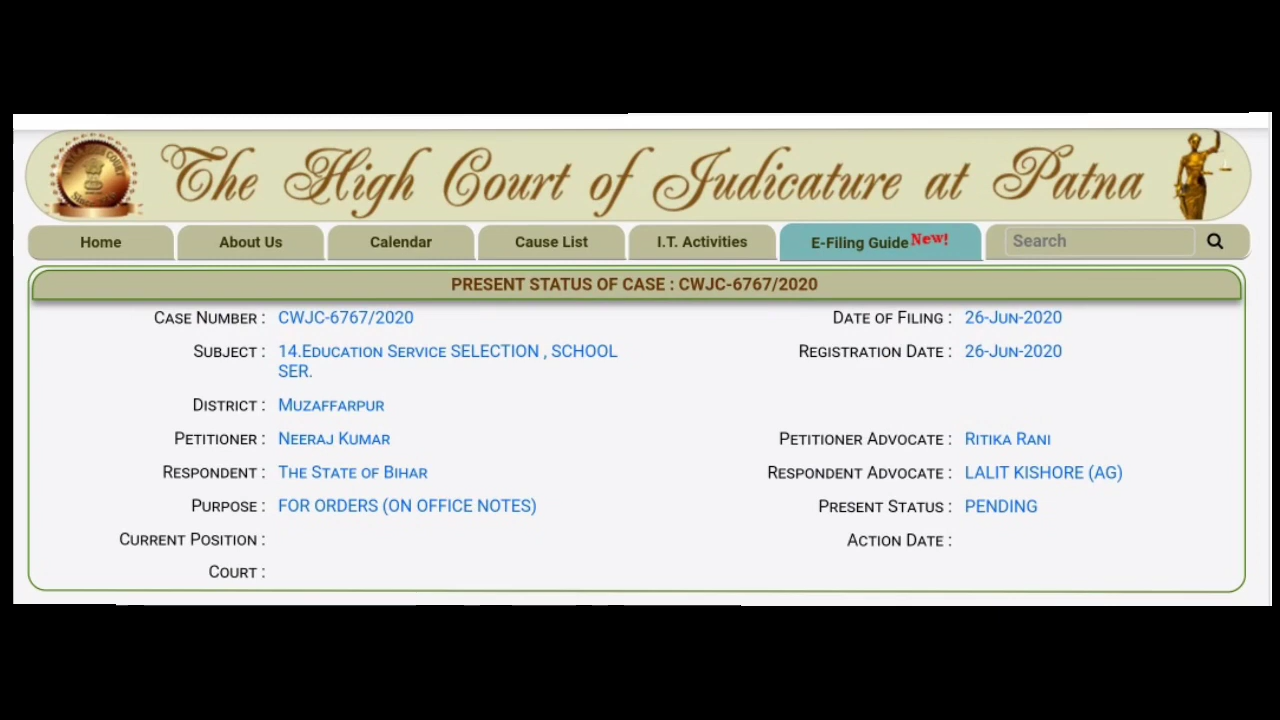 The High Court of Judicature at Patna
Home About Us Calendar Cause List I.T. Activities E-Filing Guide New! Search
PRESENT STATUS OF CASE : CWJC-6767/2020
CASE NUMBER : CWJC-6767/2020 DATE OF FILING : 26-JUN-2020
SUBJECT : 14.EDUCATION SERVICE SELECTION , SCHOOL REGISTRATION DATE : 26-JUN-2020
SER.
DISTRICT : MUZAFFARPUR
PETITIONER : NEERAJ KUMAR PETITIONER ADVOCATE : RITIKA RANI
RESPONDENT : THE STATE OF BIHAR RESPONDENT ADVOCATE : LALIT KISHORE (AG)
PURPOSE : FOR ORDERS (ON OFFICE NOTES) PRESENT STATUS : PENDING
CURRENT POSITION : ACTION DATE :
COURT :